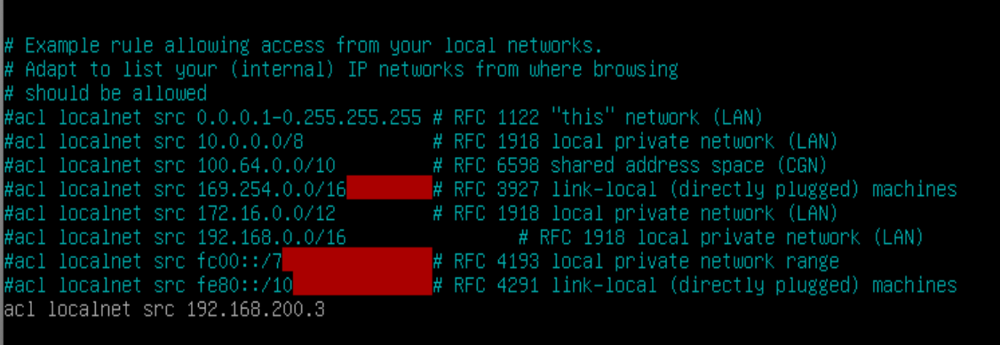 # Example rule allowing access from your local networks.
# Adapt to list your (internal) IP networks from where browsing
# should be allowed
#acl localnet src 0.0.0.1-0.255.255.255 # RFC 1122 "this" network (LAN)
#acl localnet src 10.0.0.0/8            # RFC 1918 local private network (LAN)
#acl localnet src 100.64.0.0/10         # RFC 6598 shared address space (CGN)
#acl localnet src 169.254.0.0/16        # RFC 3927 link-local (directly plugged) machines
#acl localnet src 172.16.0.0/12         # RFC 1918 local private network (LAN)
#acl localnet src 192.168.0.0/16                # RFC 1918 local private network (LAN)
#acl localnet src fc00::/7              # RFC 4193 local private network range
#acl localnet src fe80::/10             # RFC 4291 link-local (directly plugged) machines
acl localnet src 192.168.200.3